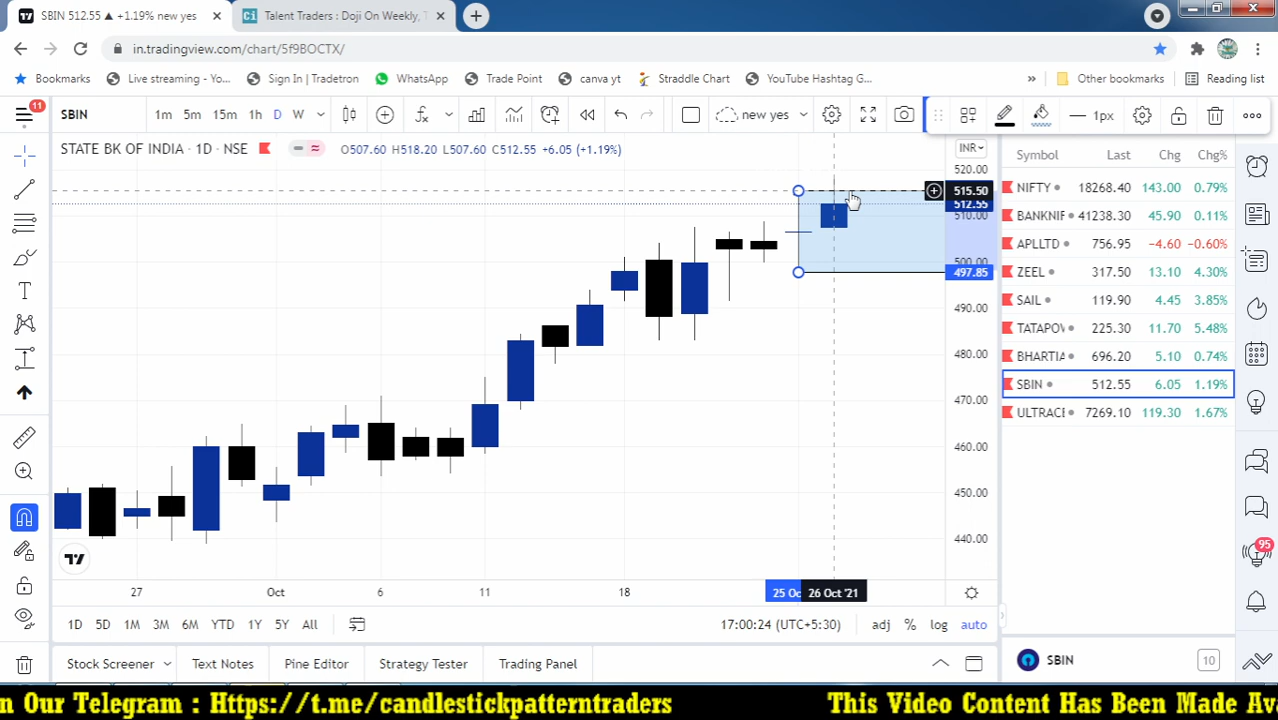 SBIN 512.55 ▲ +1.19% new yes
Talent Traders : Doji On Weekly, T
in.tradingview.com/chart/5f9BOCTX/
Bookmarks
Live streaming - Yo...
Sign In | Tradetron
WhatsApp
Trade Point
canva yt
Straddle Chart
YouTube Hashtag G...
»
Other bookmarks
Reading list
11
SBIN
1m 5m 15m 1h D W
new yes
1px
STATE BK OF INDIA · 1D · NSE
O507.60 H518.20 L507.60 C512.55 +6.05 (+1.19%)
INR
Symbol Last Chg Chg%
520.00
515.50
512.55
510.00
500.00
497.85
490.00
480.00
470.00
460.00
450.00
440.00
NIFTY 18268.40 143.00 0.79%
BANKNIF 41238.30 45.90 0.11%
APLLTD 756.95 −4.60 −0.60%
ZEEL 317.50 13.10 4.30%
SAIL 119.90 4.45 3.85%
TATAPOV 225.30 11.70 5.48%
BHARTIA 696.20 5.10 0.74%
SBIN 512.55 6.05 1.19%
ULTRACE 7269.10 119.30 1.67%
95
27 Oct 6 11 18 25 Oc 26 Oct '21
1D 5D 1M 3M 6M YTD 1Y 5Y All
17:00:24 (UTC+5:30)
adj % log auto
Stock Screener
Text Notes
Pine Editor
Strategy Tester
Trading Panel
SBIN
10
n Our Telegram : Https://t.me/candlestickpatterntraders
This Video Content Has Been Made Ava